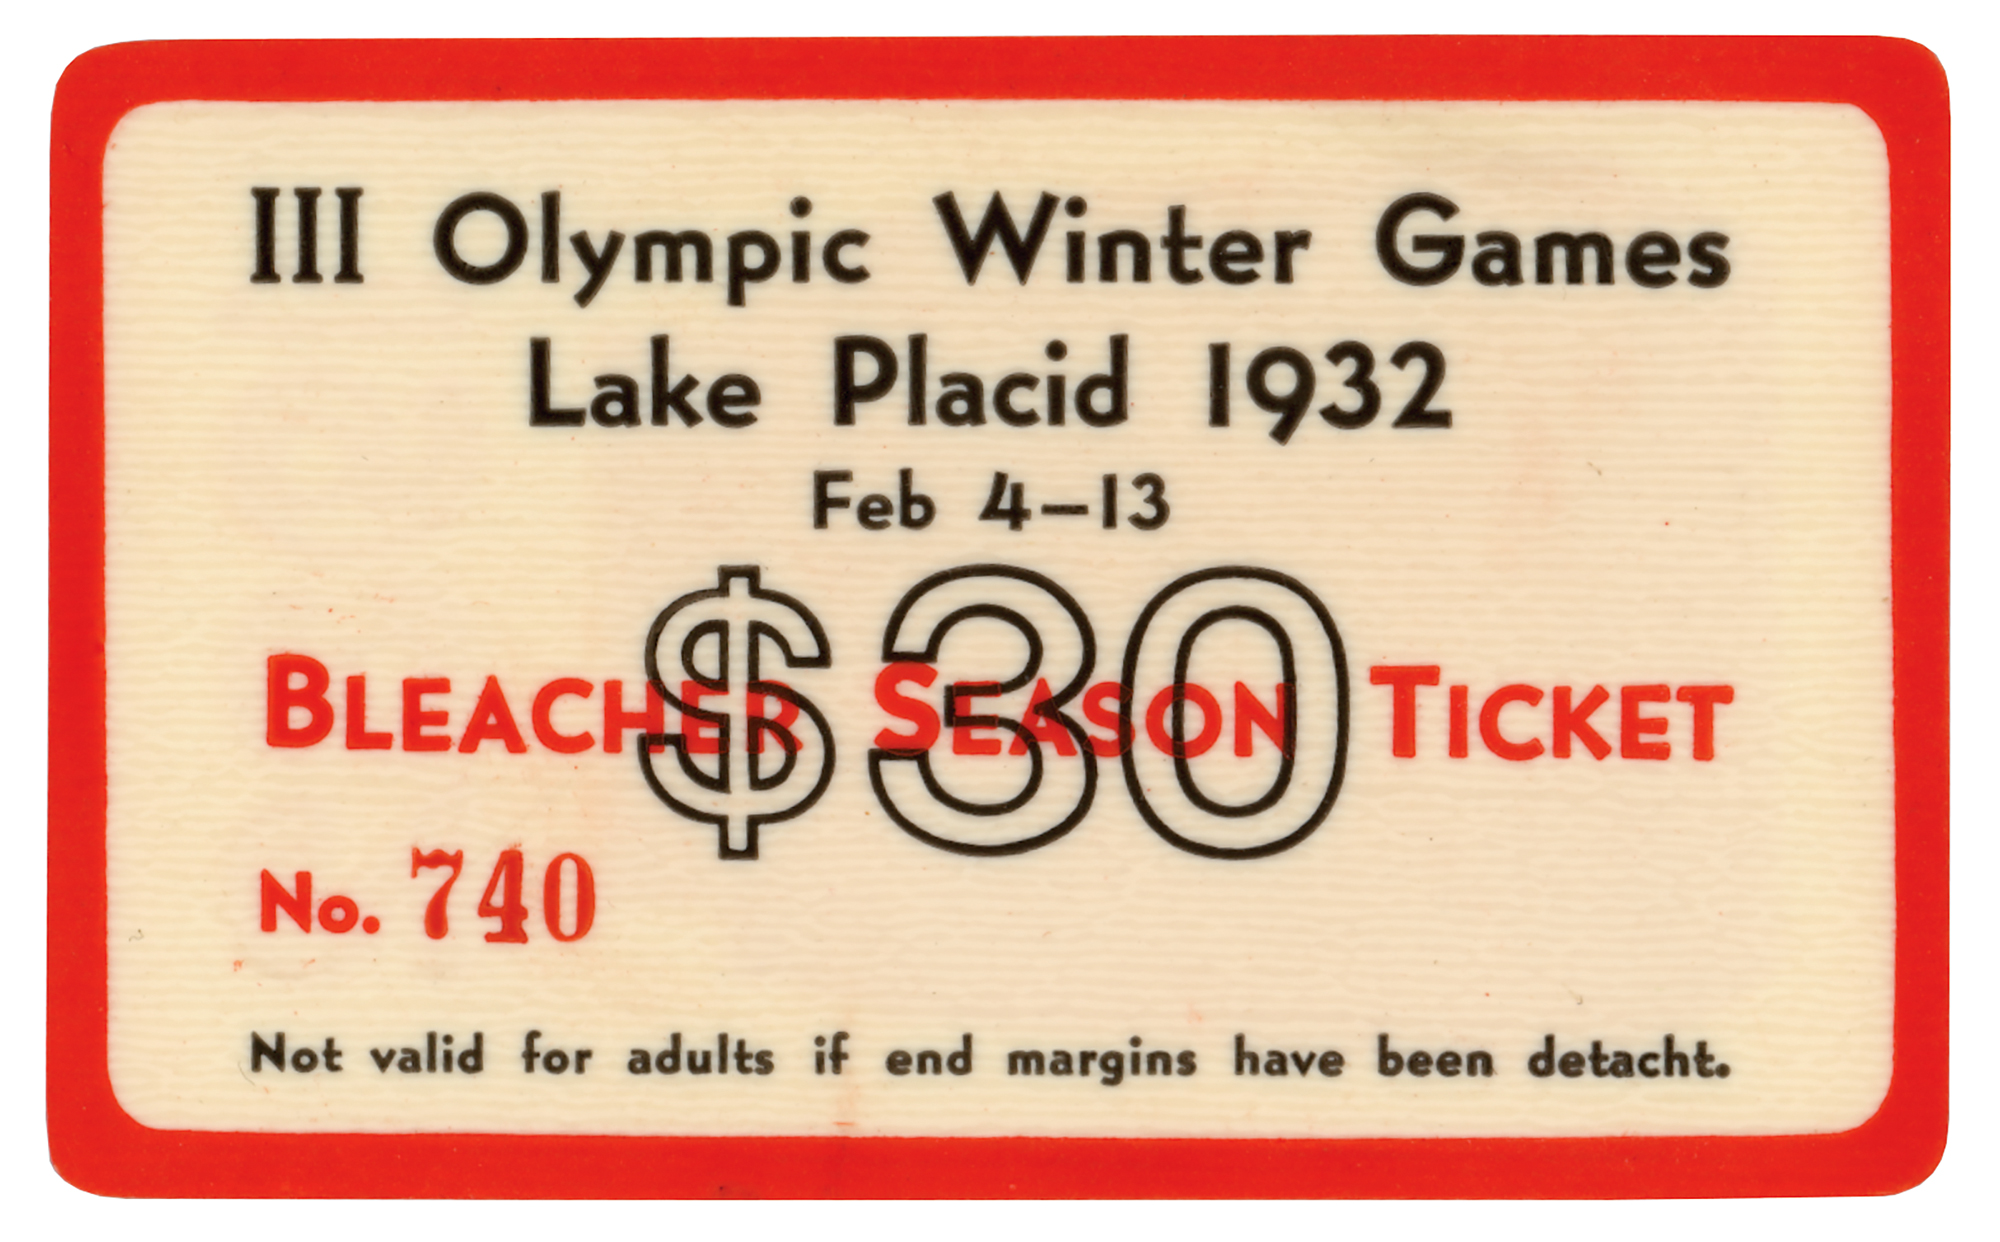 III Olympic Winter Games
Lake Placid 1932
Feb 4–13
$30
BLEACHER SEASON TICKET
No. 740
Not valid for adults if end margins have been detacht.